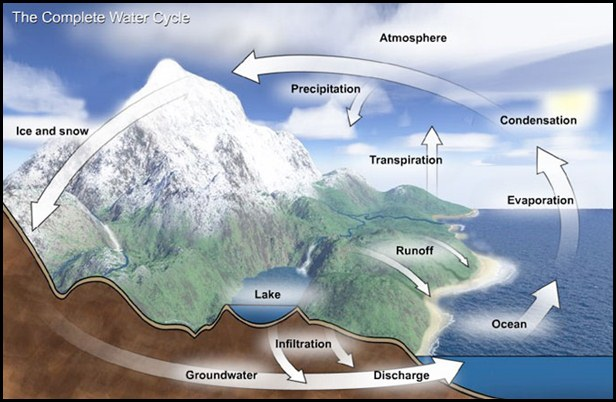 The Complete Water Cycle
Atmosphere
Precipitation
Condensation
Ice and snow
Transpiration
Evaporation
Runoff
Lake
Ocean
Infiltration
Groundwater
Discharge